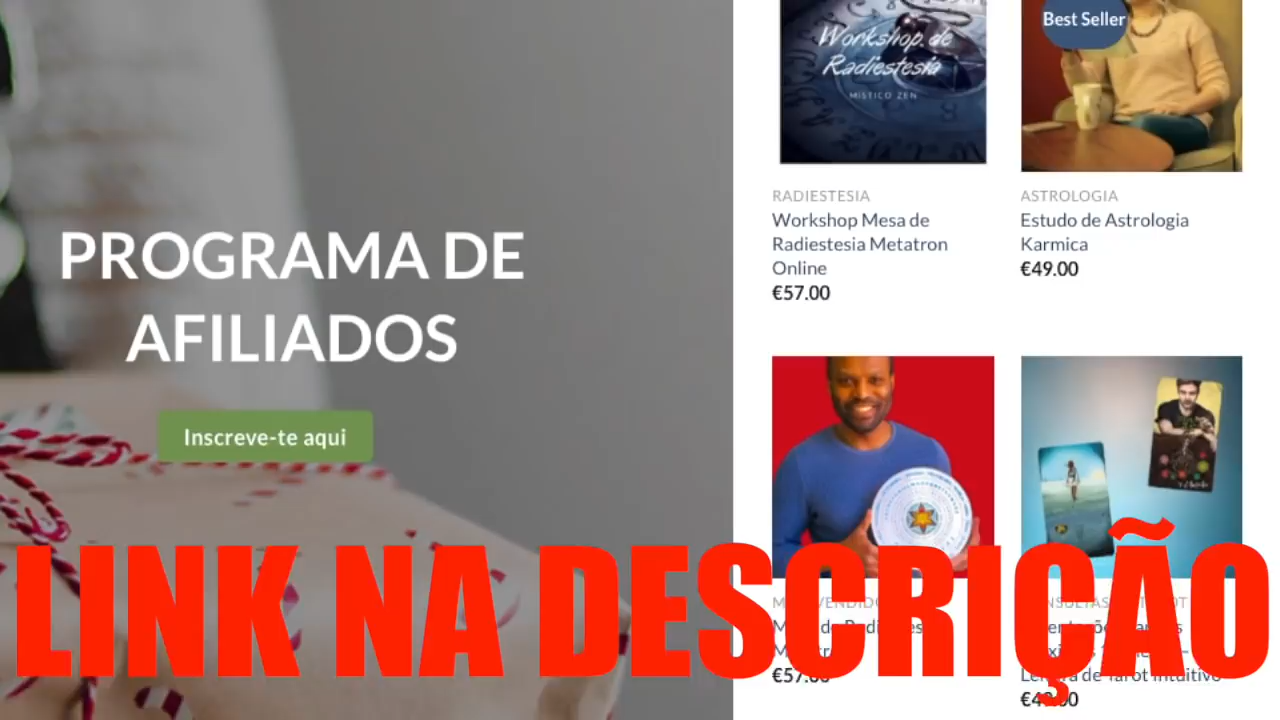 PROGRAMA DE
AFILIADOS
Inscreve-te aqui
Workshop de
Radiestesia
MÍSTICO ZEN
Best Seller
RADIESTESIA
Workshop Mesa de
Radiestesia Metatron
Online
€57.00
ASTROLOGIA
Estudo de Astrologia
Karmica
€49.00
€57.00
Leitura de Tarot Intuitivo
LINK NA DESCRIÇÃO